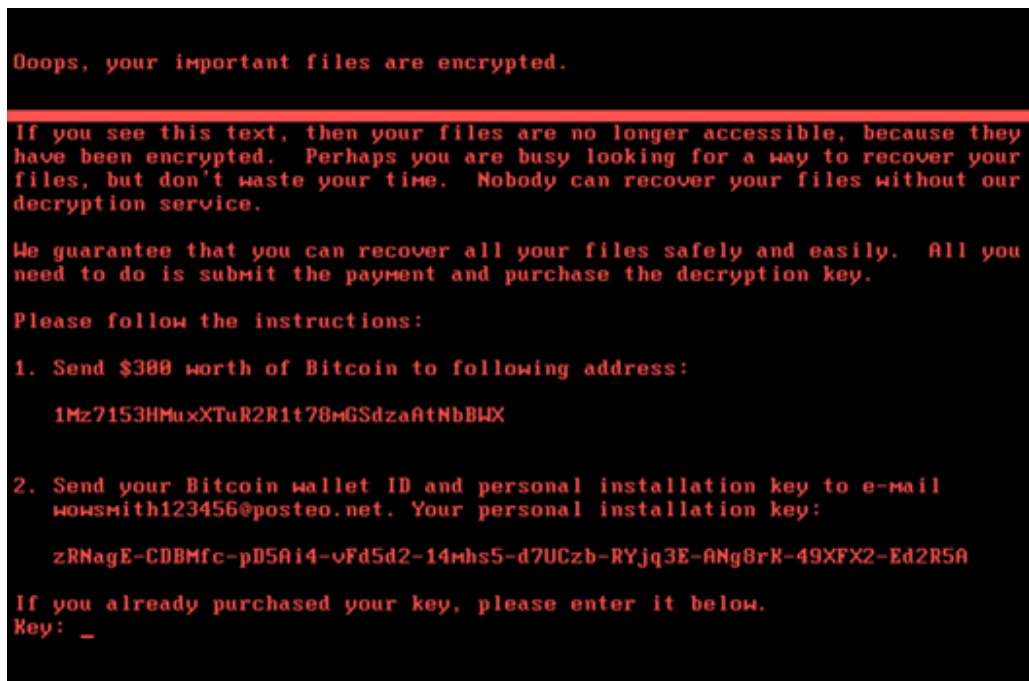 Ooops, your important files are encrypted.
If you see this text, then your files are no longer accessible, because they
have been encrypted.  Perhaps you are busy looking for a way to recover your
files, but don't waste your time.  Nobody can recover your files without our
decryption service.
We guarantee that you can recover all your files safely and easily.  All you
need to do is submit the payment and purchase the decryption key.
Please follow the instructions:
1. Send $300 worth of Bitcoin to following address:
1Mz7153HMuxXTuR2R1t78mGSdzaAtNbBWX
2. Send your Bitcoin wallet ID and personal installation key to e-mail
wowsmith123456@posteo.net. Your personal installation key:
zRNagE-CDBMfc-pD5Ai4-vFd5d2-14mhs5-d7UCzb-RYjq3E-ANg8rK-49XFX2-Ed2R5A
If you already purchased your key, please enter it below.
Key: _